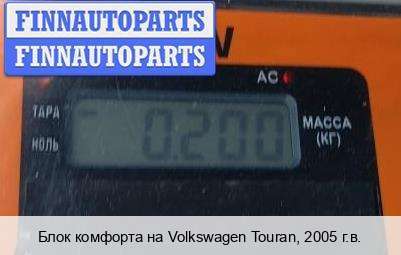 FINNAUTOPARTS
FINNAUTOPARTS
AC
ТАРА
НОЛЬ
0.200
МАССА
(КГ)
Блок комфорта на Volkswagen Touran, 2005 г.в.